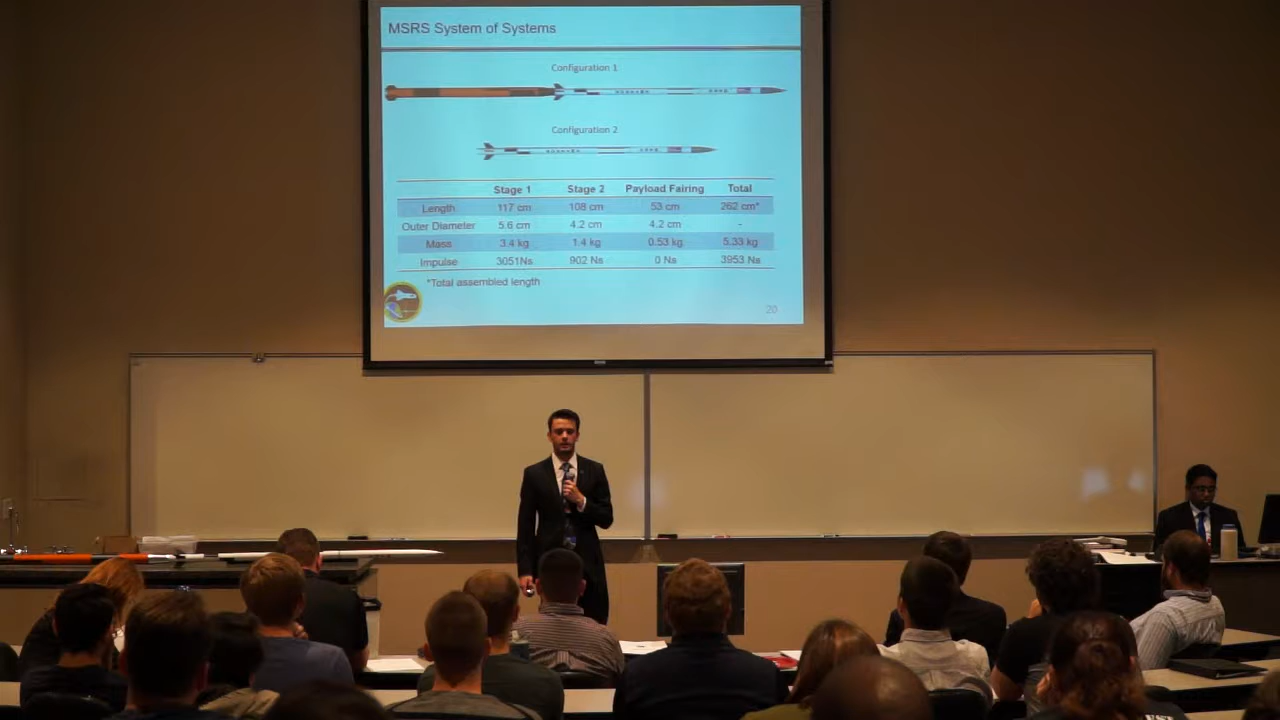 MSRS System of Systems
Configuration 1
Configuration 2
Stage 1 Stage 2 Payload Fairing Total
Length 117 cm 108 cm 53 cm 262 cm*
Outer Diameter 5.6 cm 4.2 cm 4.2 cm -
Mass 3.4 kg 1.4 kg 0.53 kg 5.33 kg
Impulse 3051Ns 902 Ns 0 Ns 3953 Ns
*Total assembled length
20